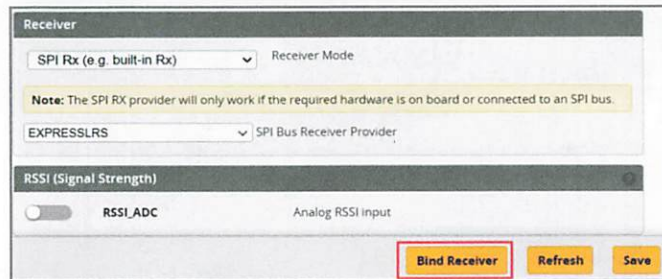 Receiver
SPI Rx (e.g. built-in Rx) Receiver Mode
Note: The SPI RX provider will only work if the required hardware is on board or connected to an SPI bus.
EXPRESSLRS SPI Bus Receiver Provider
RSSI (Signal Strength)
RSSI_ADC Analog RSSI input
Bind Receiver Refresh Save